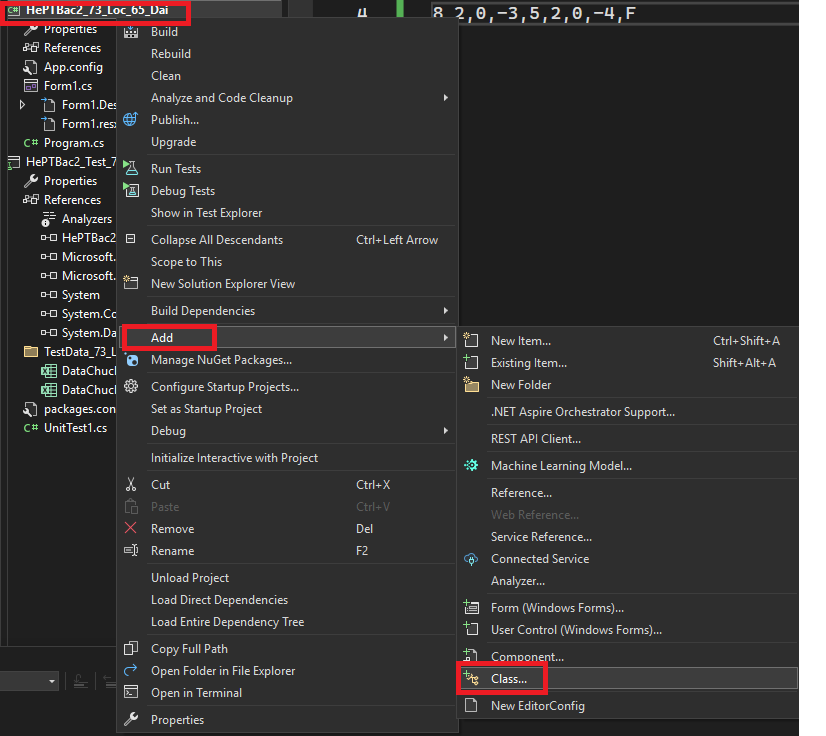 C# HePTBac2_73_Loc_65_Dai
Properties
References
App.config
Form1.cs
Form1.Des
Form1.resx
C# Program.cs
HePTBac2_Test_7
Properties
References
Analyzers
HePTBac2
Microsoft.
Microsoft.
System
System.Co
System.Da
TestData_73_L
DataChuc
DataChuc
packages.con
C# UnitTest1.cs
4 8,2,0,-3,5,2,0,-4,F
Build
Rebuild
Clean
Analyze and Code Cleanup
Publish...
Upgrade
Run Tests
Debug Tests
Show in Test Explorer
Collapse All Descendants Ctrl+Left Arrow
Scope to This
New Solution Explorer View
Build Dependencies
Add
Manage NuGet Packages...
Configure Startup Projects...
Set as Startup Project
Debug
Initialize Interactive with Project
Cut Ctrl+X
Paste Ctrl+V
Remove Del
Rename F2
Unload Project
Load Direct Dependencies
Load Entire Dependency Tree
Copy Full Path
Open Folder in File Explorer
Open in Terminal
Properties
New Item... Ctrl+Shift+A
Existing Item... Shift+Alt+A
New Folder
.NET Aspire Orchestrator Support...
REST API Client...
Machine Learning Model...
Reference...
Web Reference...
Service Reference...
Connected Service
Analyzer...
Form (Windows Forms)...
User Control (Windows Forms)...
Component...
Class...
New EditorConfig